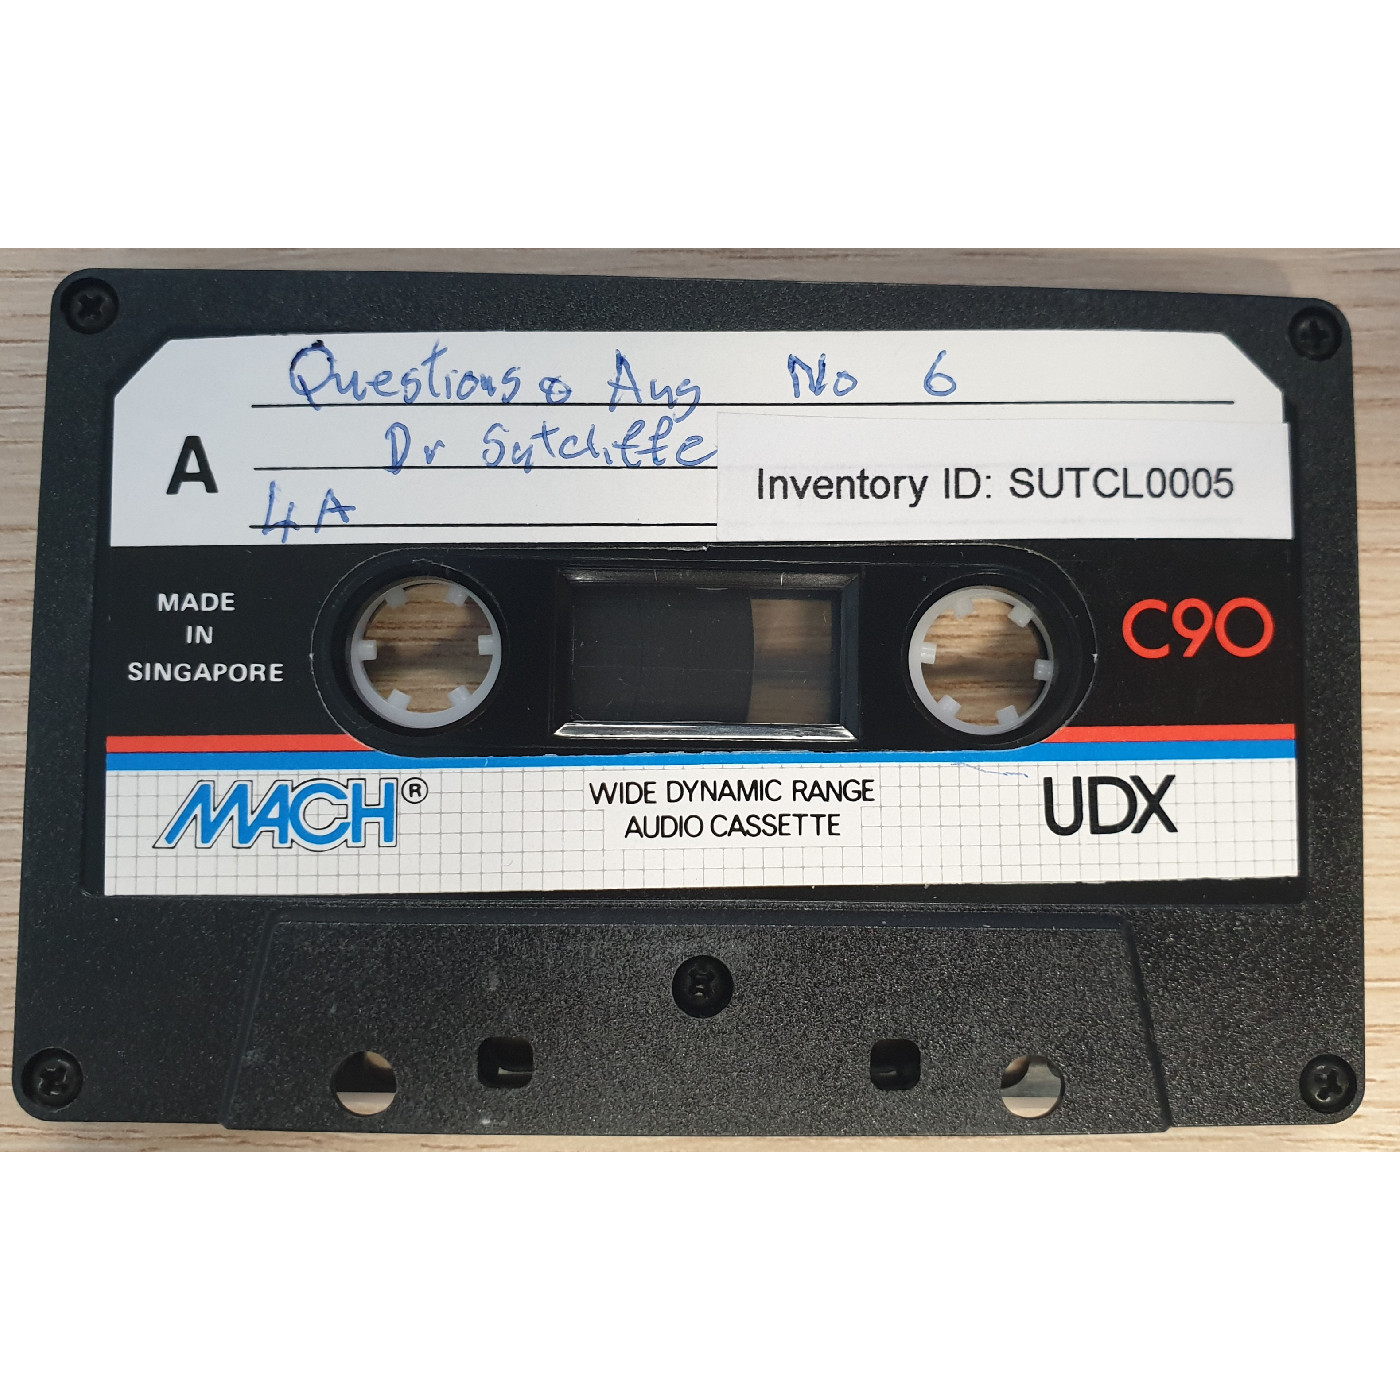 Questions & Aug No 6
Dr Sutcliffe
A
Inventory ID: SUTCL0005
4A
MADE
IN
SINGAPORE
C90
MACH®
WIDE DYNAMIC RANGE
AUDIO CASSETTE
UDX